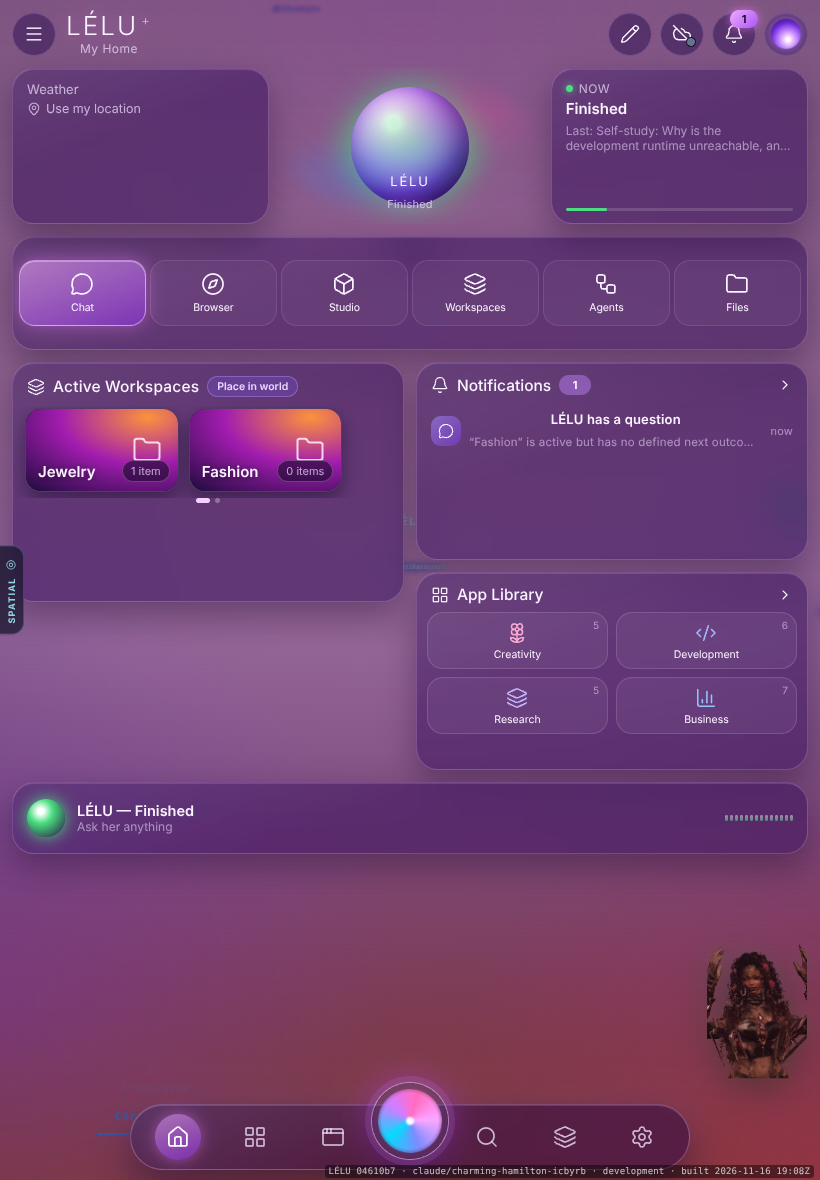 LÉLU +
My Home
1
Weather
Use my location
LÉLU
Finished
NOW
Finished
Last: Self-study: Why is the
development runtime unreachable, an...
Chat
Browser
Studio
Workspaces
Agents
Files
Active Workspaces
Place in world
Jewelry
1 item
Fashion
0 items
Notifications
1
LÉLU has a question
“Fashion” is active but has no defined next outco...
now
SPATIAL
App Library
Creativity
5
Development
6
Research
5
Business
7
LÉLU — Finished
Ask her anything
LÉLU 04610b7 · claude/charming-hamilton-icbyrb · development · built 2026-11-16 19:08Z